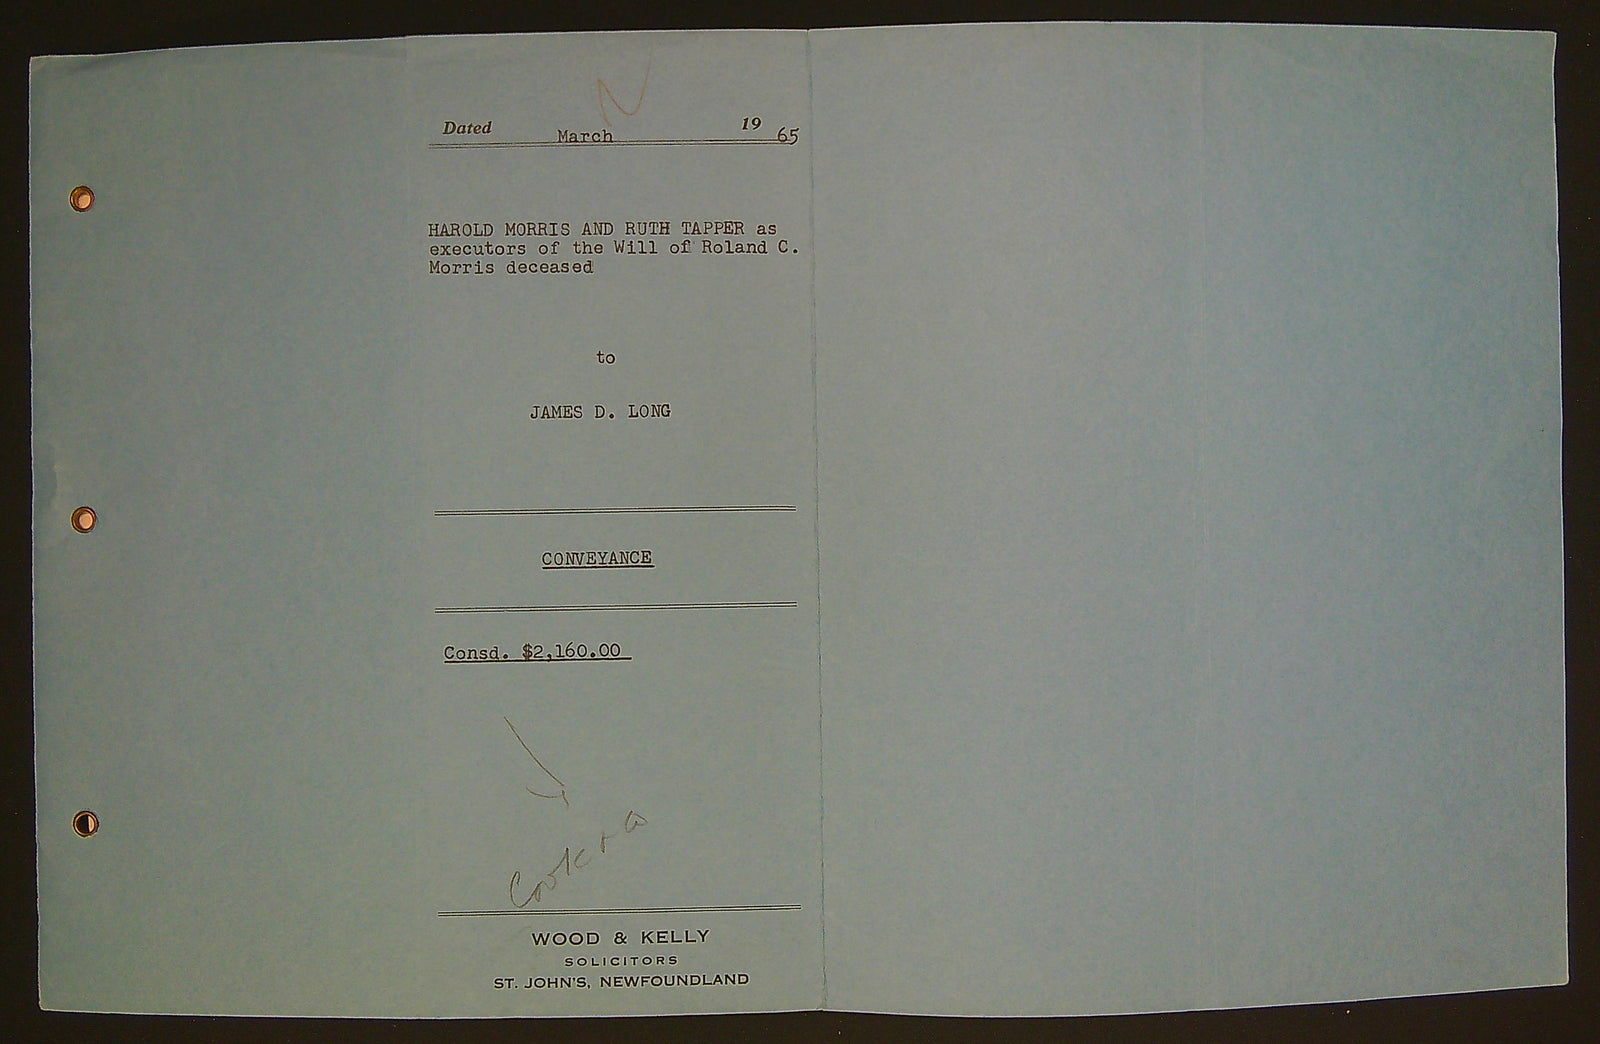 Dated March 19 65
HAROLD MORRIS AND RUTH TAPPER as
executors of the Will of Roland C.
Morris deceased
to
JAMES D. LONG
CONVEYANCE
Consd. $2,160.00
WOOD & KELLY
SOLICITORS
ST. JOHN'S, NEWFOUNDLAND